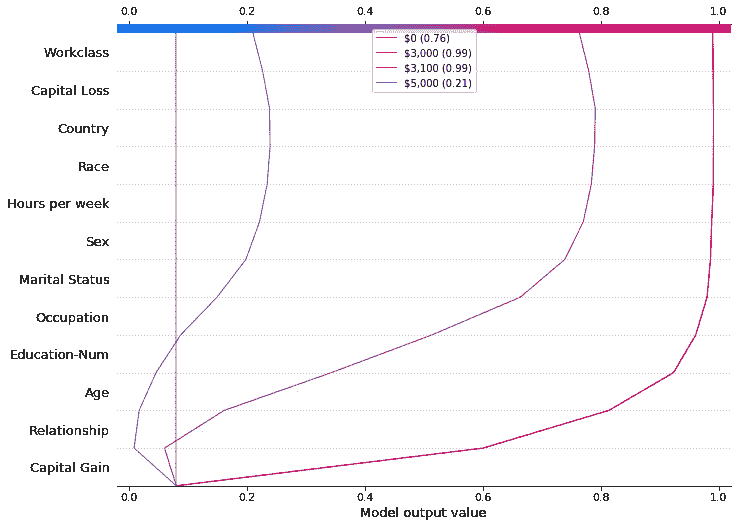 0.0 0.2 0.4 0.6 0.8 1.0
$0 (0.76)
$3,000 (0.99)
$3,100 (0.99)
$5,000 (0.21)
Workclass
Capital Loss
Country
Race
Hours per week
Sex
Marital Status
Occupation
Education-Num
Age
Relationship
Capital Gain
0.0 0.2 0.4 0.6 0.8 1.0
Model output value